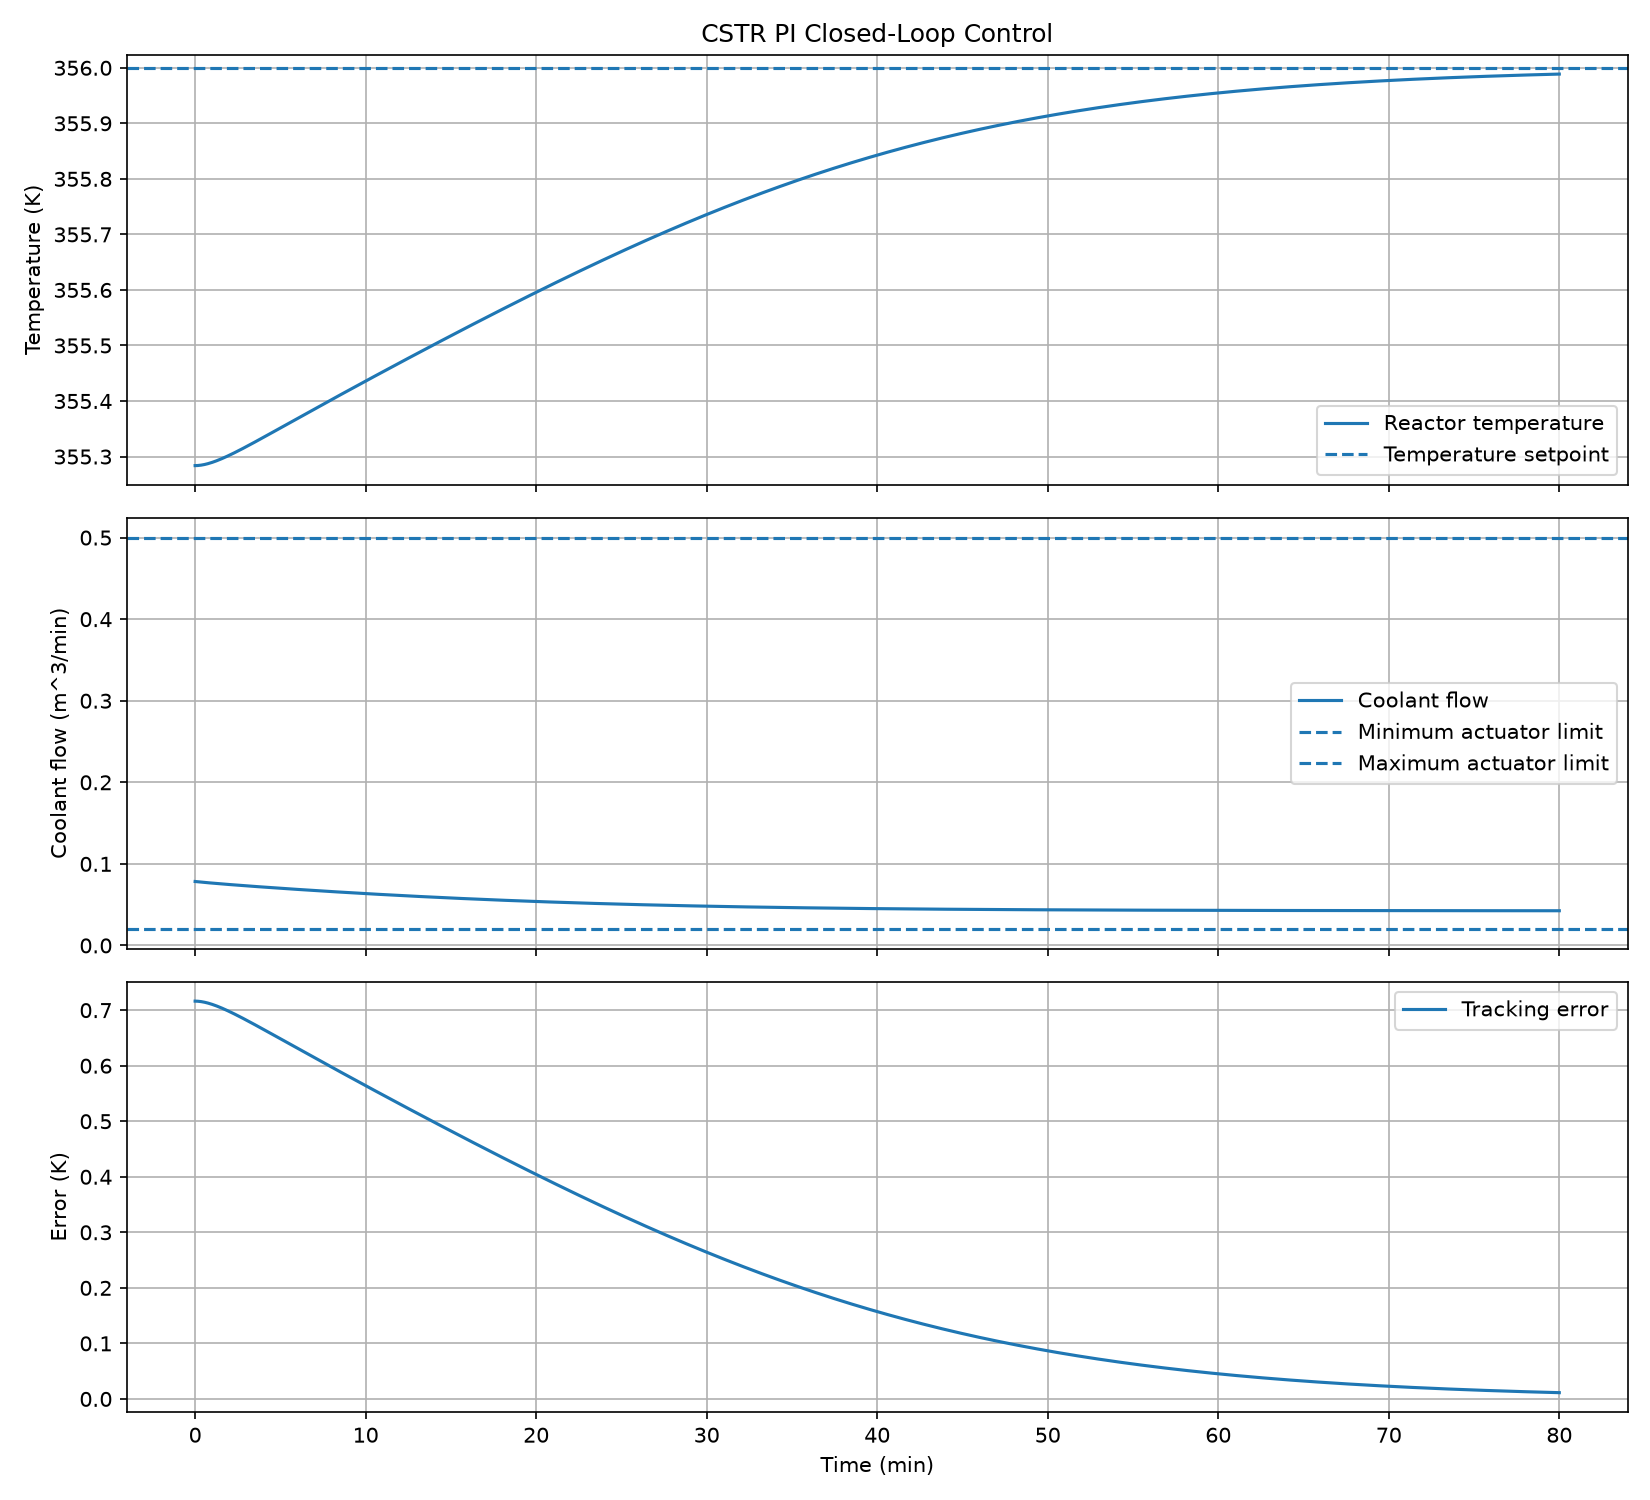 CSTR PI Closed-Loop Control
Temperature (K)
356.0
355.9
355.8
355.7
355.6
355.5
355.4
355.3
Reactor temperature
Temperature setpoint
Coolant flow (m^3/min)
0.5
0.4
0.3
0.2
0.1
0.0
Coolant flow
Minimum actuator limit
Maximum actuator limit
Error (K)
0.7
0.6
0.5
0.4
0.3
0.2
0.1
0.0
Tracking error
0 10 20 30 40 50 60 70 80
Time (min)